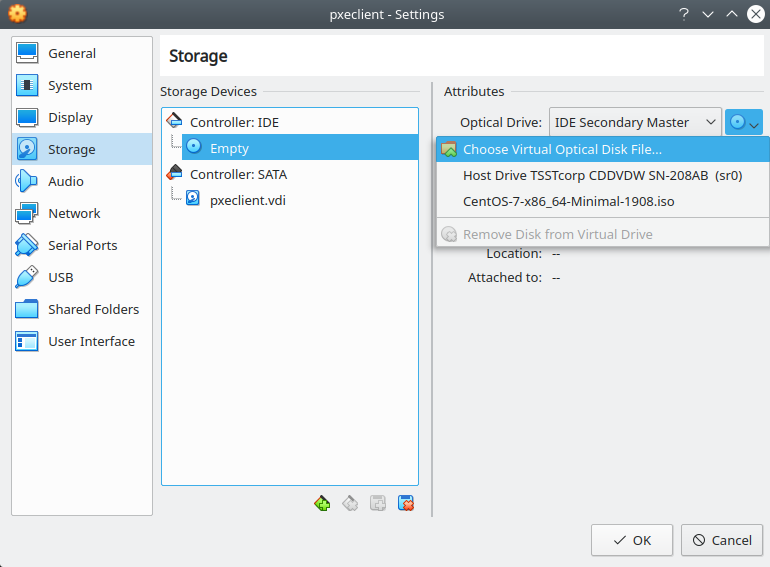 pxeclient - Settings
General
System
Display
Storage
Audio
Network
Serial Ports
USB
Shared Folders
User Interface
Storage
Storage Devices
Controller: IDE
Empty
Controller: SATA
pxeclient.vdi
Attributes
Optical Drive: IDE Secondary Master
Choose Virtual Optical Disk File...
Host Drive TSSTcorp CDDVDW SN-208AB (sr0)
CentOS-7-x86_64-Minimal-1908.iso
Remove Disk from Virtual Drive
Location: --
Attached to: --
OK
Cancel